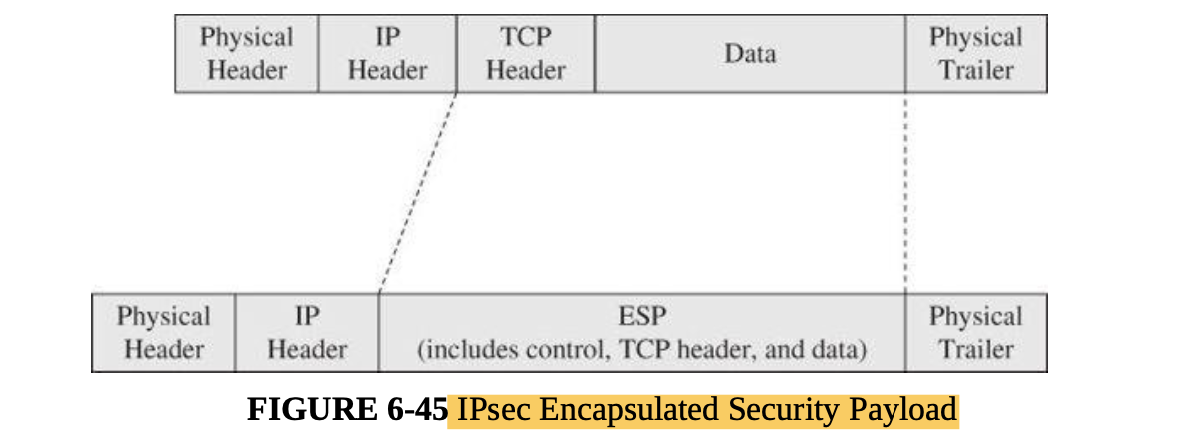 Physical Header
IP Header
TCP Header
Data
Physical Trailer
Physical Header
IP Header
ESP
(includes control, TCP header, and data)
Physical Trailer
FIGURE 6-45 IPsec Encapsulated Security Payload